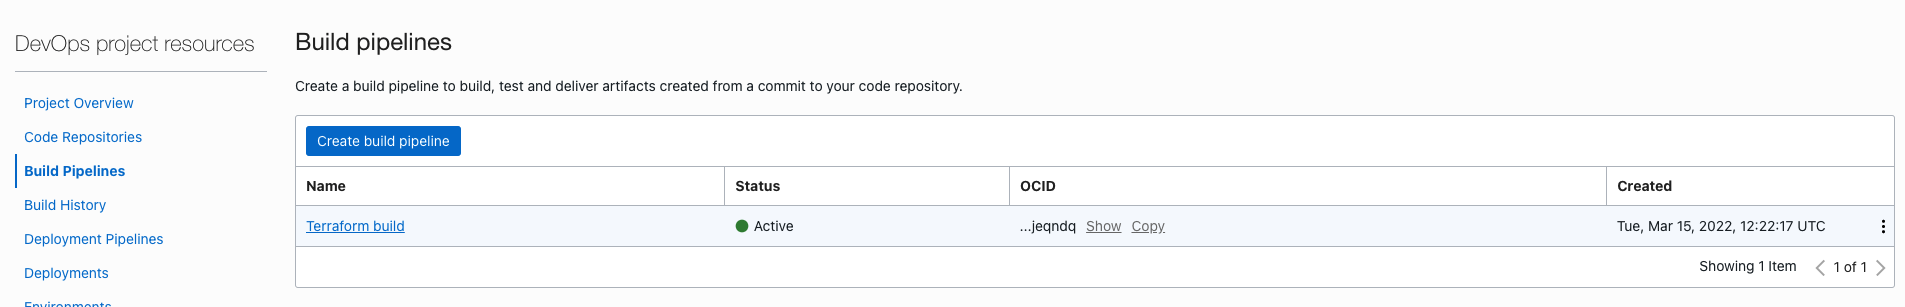 DevOps project resources
Project Overview
Code Repositories
Build Pipelines
Build History
Deployment Pipelines
Deployments
Environments
Build pipelines
Create a build pipeline to build, test and deliver artifacts created from a commit to your code repository.
Create build pipeline
Name Status OCID Created
Terraform build Active ...jeqndq Show Copy Tue, Mar 15, 2022, 12:22:17 UTC
Showing 1 Item 1 of 1